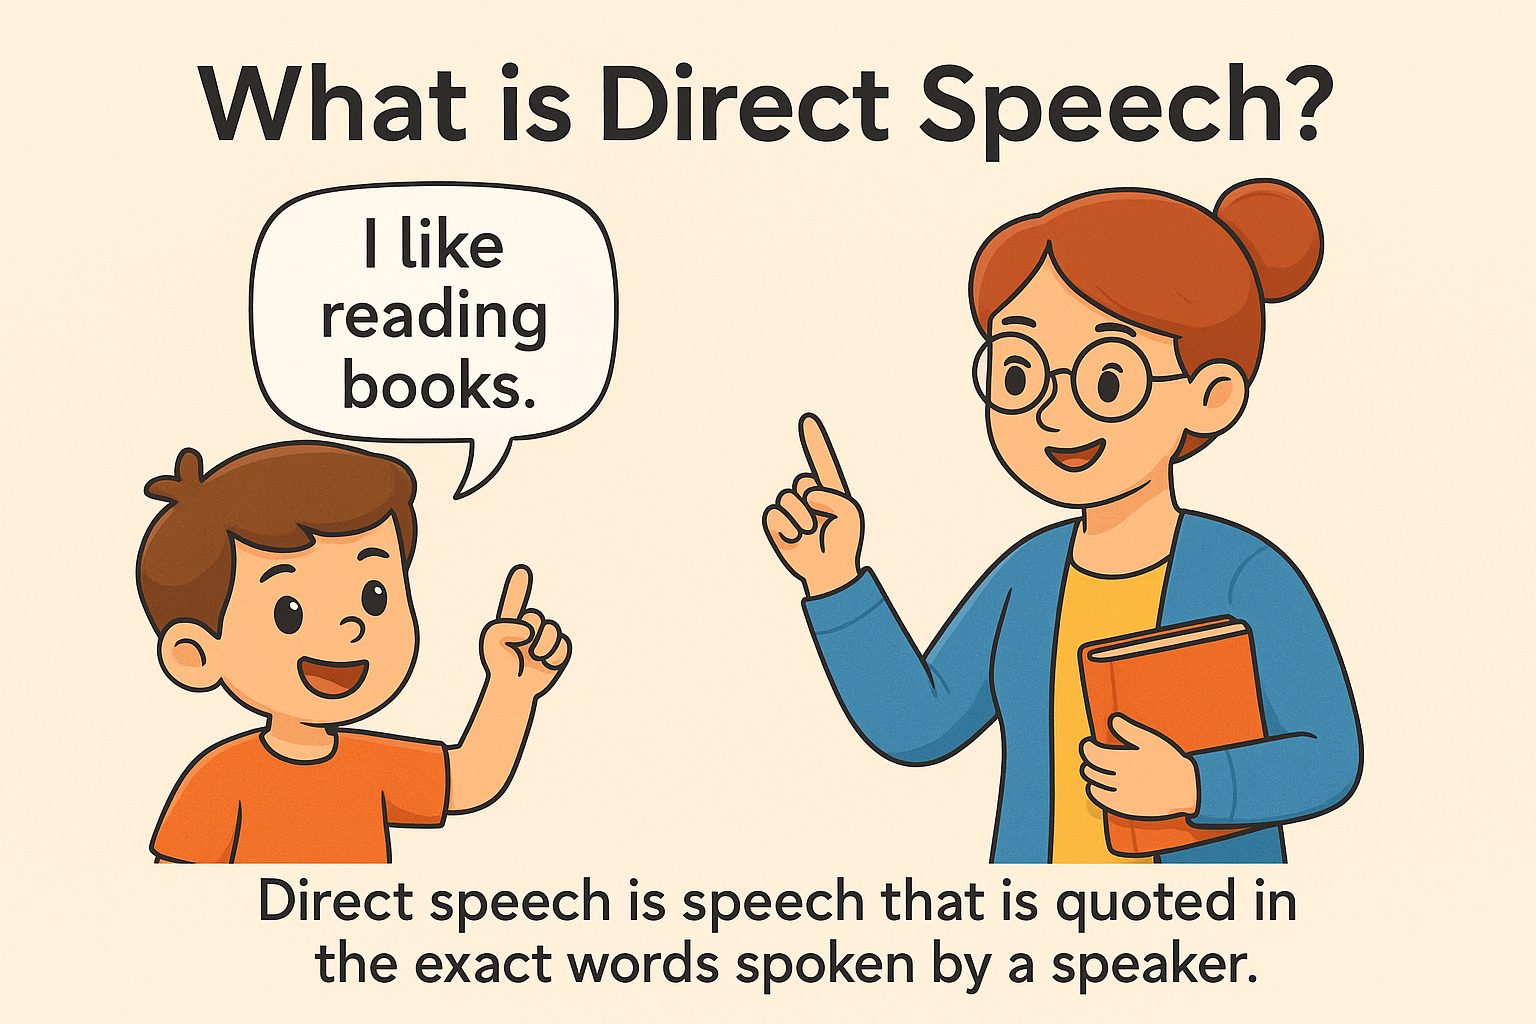 What is Direct Speech?
I like
reading
books.
Direct speech is speech that is quoted in
the exact words spoken by a speaker.